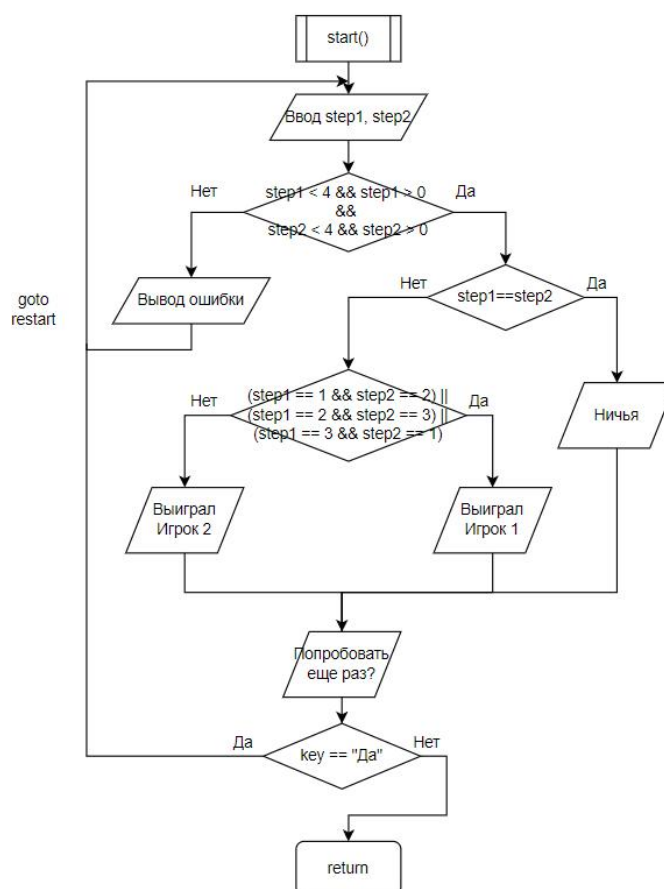 start()
Ввод step1, step2
Нет
step1 < 4 && step1 > 0
&&
step2 < 4 && step2 > 0
Да
goto
restart
Вывод ошибки
Нет
step1==step2
Да
Нет
(step1 == 1 && step2 == 2) ||
(step1 == 2 && step2 == 3) ||
(step1 == 3 && step2 == 1)
Да
Ничья
Выиграл
Игрок 2
Выиграл
Игрок 1
Попробовать
еще раз?
Да
key == "Да"
Нет
return